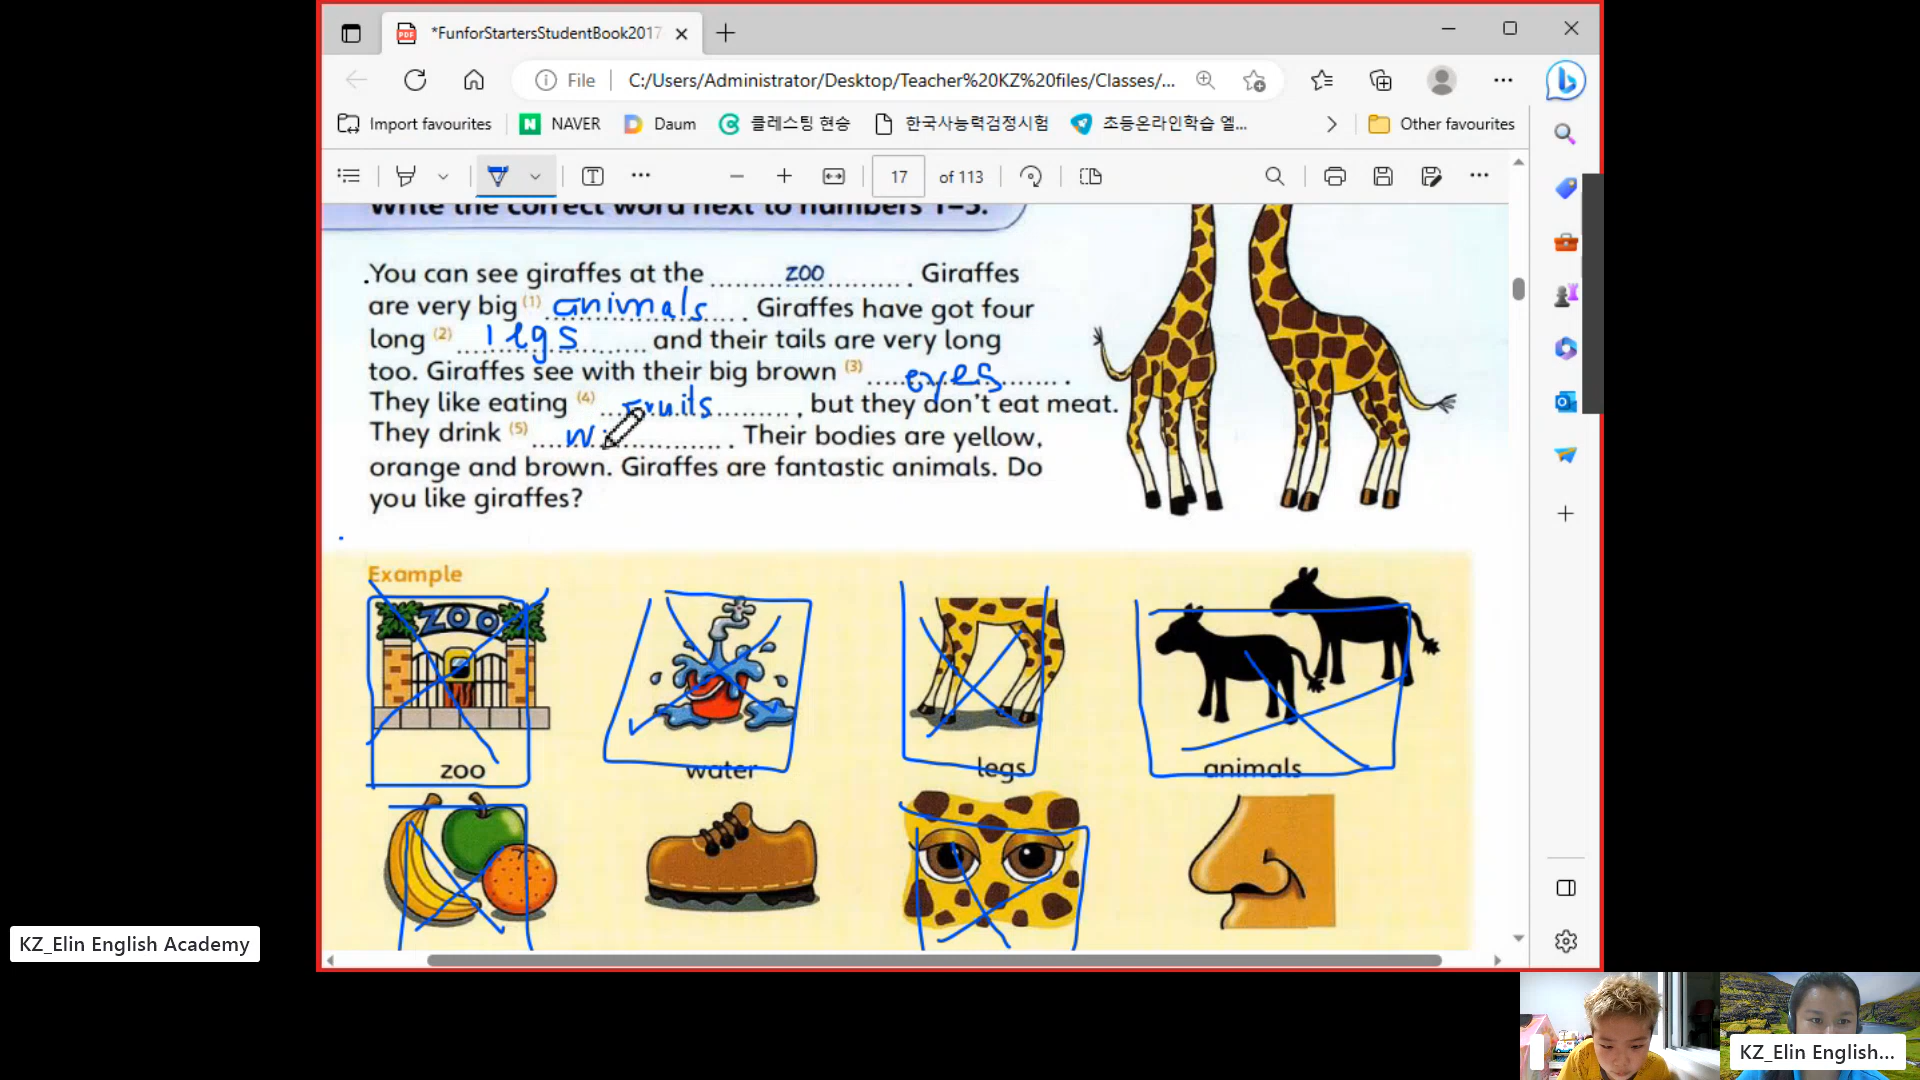 *FunforStartersStudentBook2017
File
C:/Users/Administrator/Desktop/Teacher%20KZ%20files/Classes/...
Import favourites
NAVER
Daum
클레스팅 현승
한국사능력검정시험
초등온라인학습 엘...
Other favourites
17 of 113
Write the correct word next to numbers 1–5.
.You can see giraffes at the zoo. Giraffes
are very big (1) animals. Giraffes have got four
long (2) legs and their tails are very long
too. Giraffes see with their big brown (3) eyes.
They like eating (4) fruits, but they don't eat meat.
They drink (5) w. Their bodies are yellow,
orange and brown. Giraffes are fantastic animals. Do
you like giraffes?
Example
ZOO
zoo
water
legs
animals
KZ_Elin English Academy
KZ_Elin English...